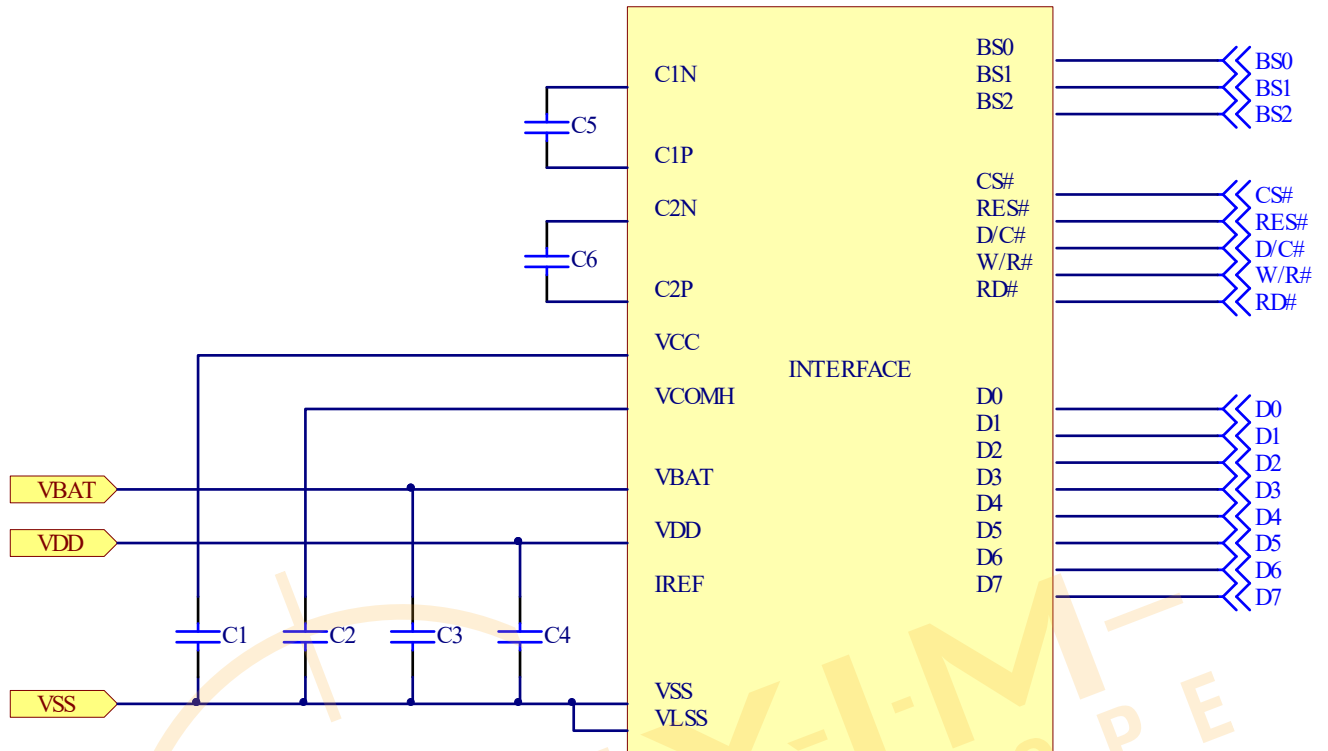 BS0
BS0
C1N
BS1
BS1
BS2
BS2
C5
C1P
CS#
CS#
C2N
RES#
RES#
D/C#
D/C#
C6
W/R#
W/R#
C2P
RD#
RD#
VCC
INTERFACE
VCOMH
D0
D0
D1
D1
D2
D2
VBAT
VBAT
D3
D3
D4
D4
VDD
VDD
D5
D5
D6
D6
IREF
D7
D7
C1
C2
C3
C4
VSS
VSS
VLSS